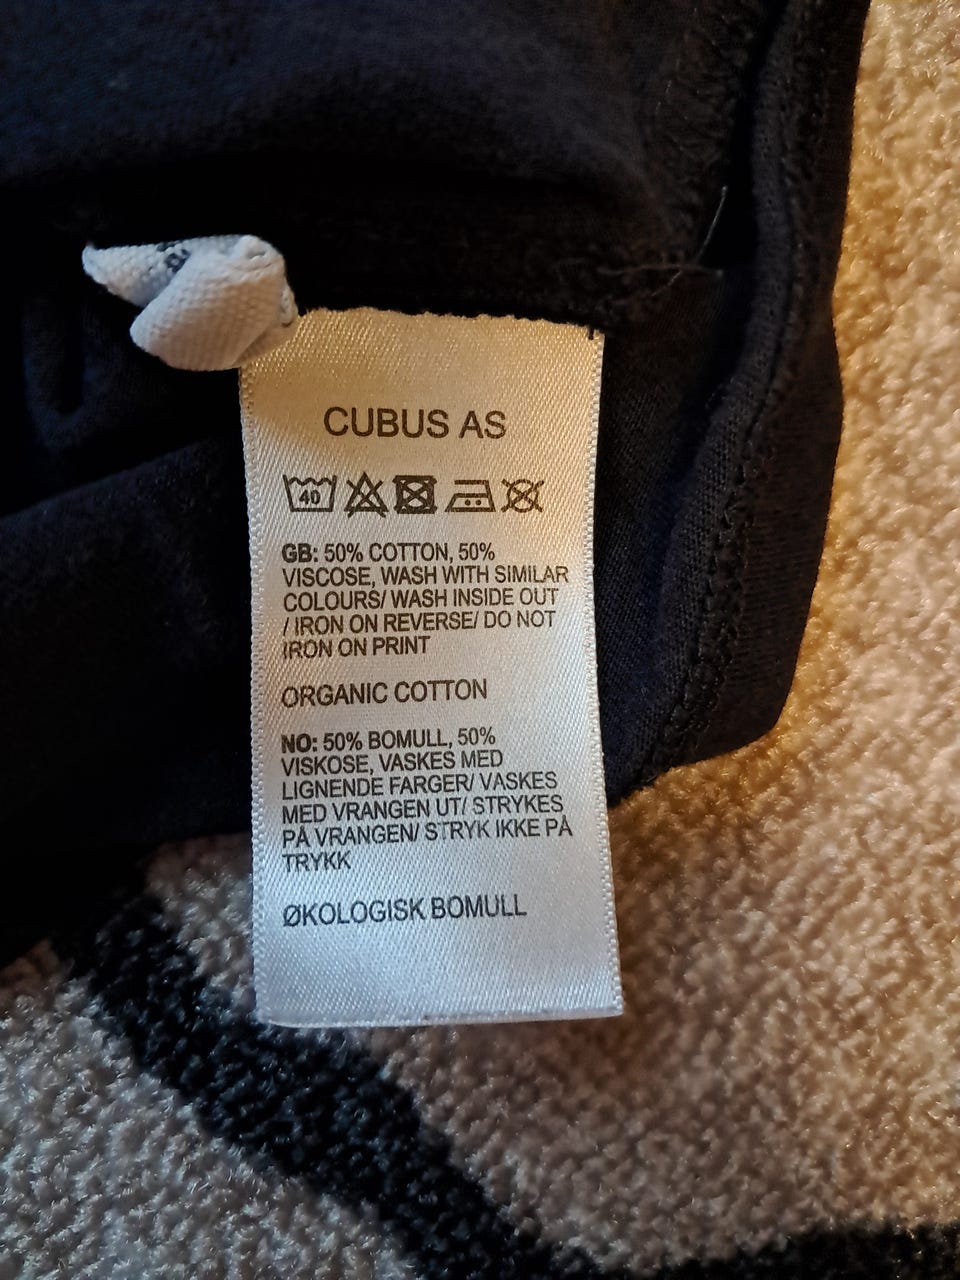 CUBUS AS
40
GB: 50% COTTON, 50%
VISCOSE, WASH WITH SIMILAR
COLOURS/ WASH INSIDE OUT
/ IRON ON REVERSE/ DO NOT
IRON ON PRINT
ORGANIC COTTON
NO: 50% BOMULL, 50%
VISKOSE, VASKES MED
LIGNENDE FARGER/ VASKES
MED VRANGEN UT/ STRYKES
PÅ VRANGEN/ STRYK IKKE PÅ
TRYKK
ØKOLOGISK BOMULL